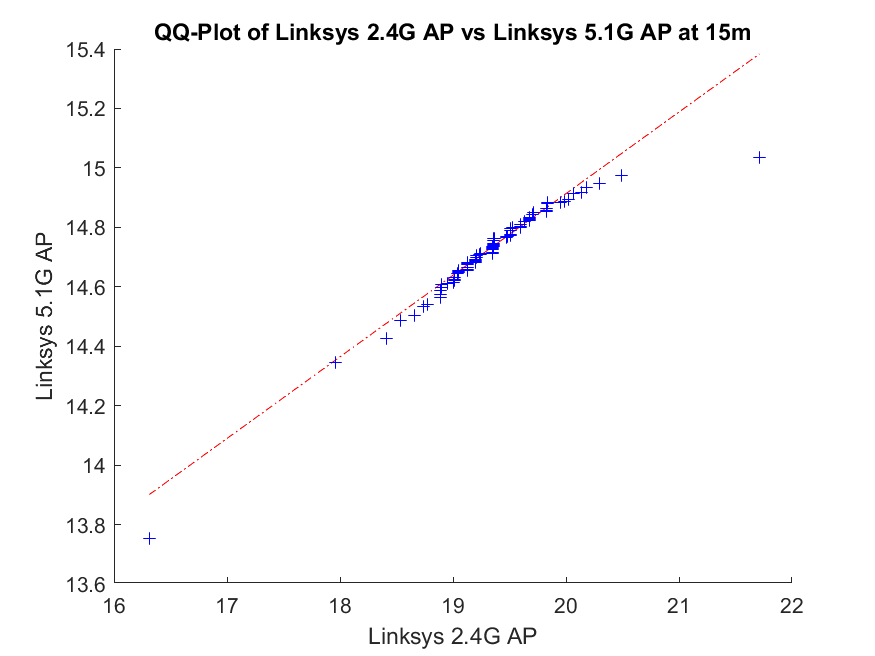 QQ-Plot of Linksys 2.4G AP vs Linksys 5.1G AP at 15m
15.4
15.2
15
14.8
14.6
14.4
14.2
14
13.8
13.6
Linksys 5.1G AP
16 17 18 19 20 21 22
Linksys 2.4G AP